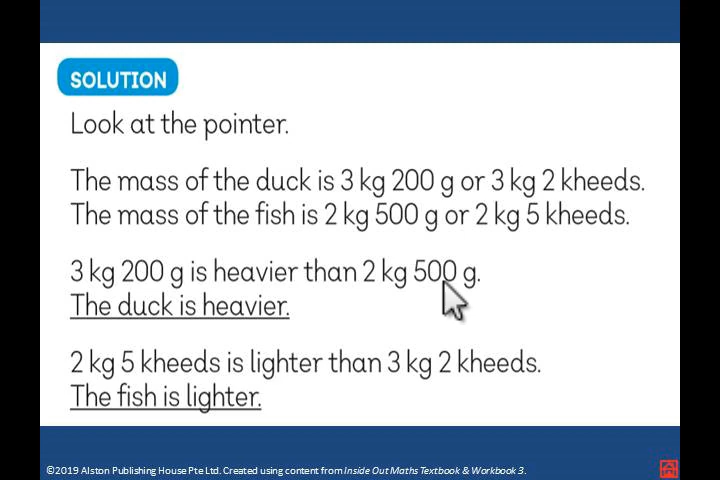 SOLUTION
Look at the pointer.
The mass of the duck is 3 kg 200 g or 3 kg 2 kheeds.
The mass of the fish is 2 kg 500 g or 2 kg 5 kheeds.
3 kg 200 g is heavier than 2 kg 500 g.
The duck is heavier.
2 kg 5 kheeds is lighter than 3 kg 2 kheeds.
The fish is lighter.
©2019 Alston Publishing House Pte Ltd. Created using content from Inside Out Maths Textbook & Workbook 3.